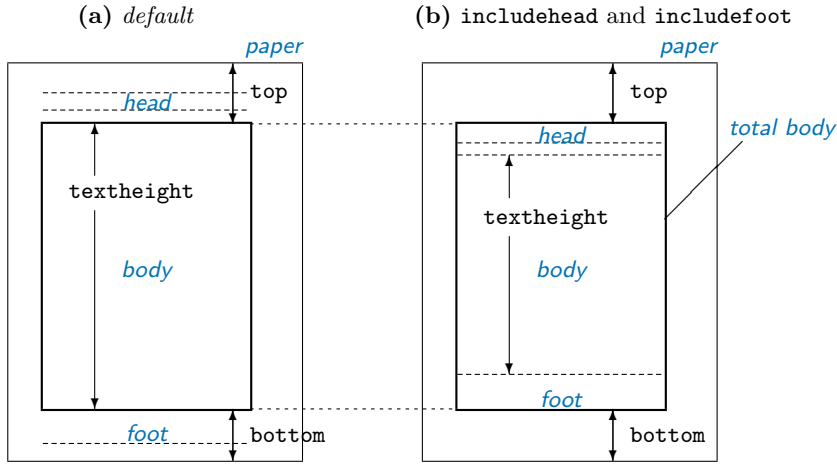 (a) default
(b) includehead and includefoot
paper
paper
top
top
head
head
total body
textheight
textheight
body
body
foot
foot
bottom
bottom